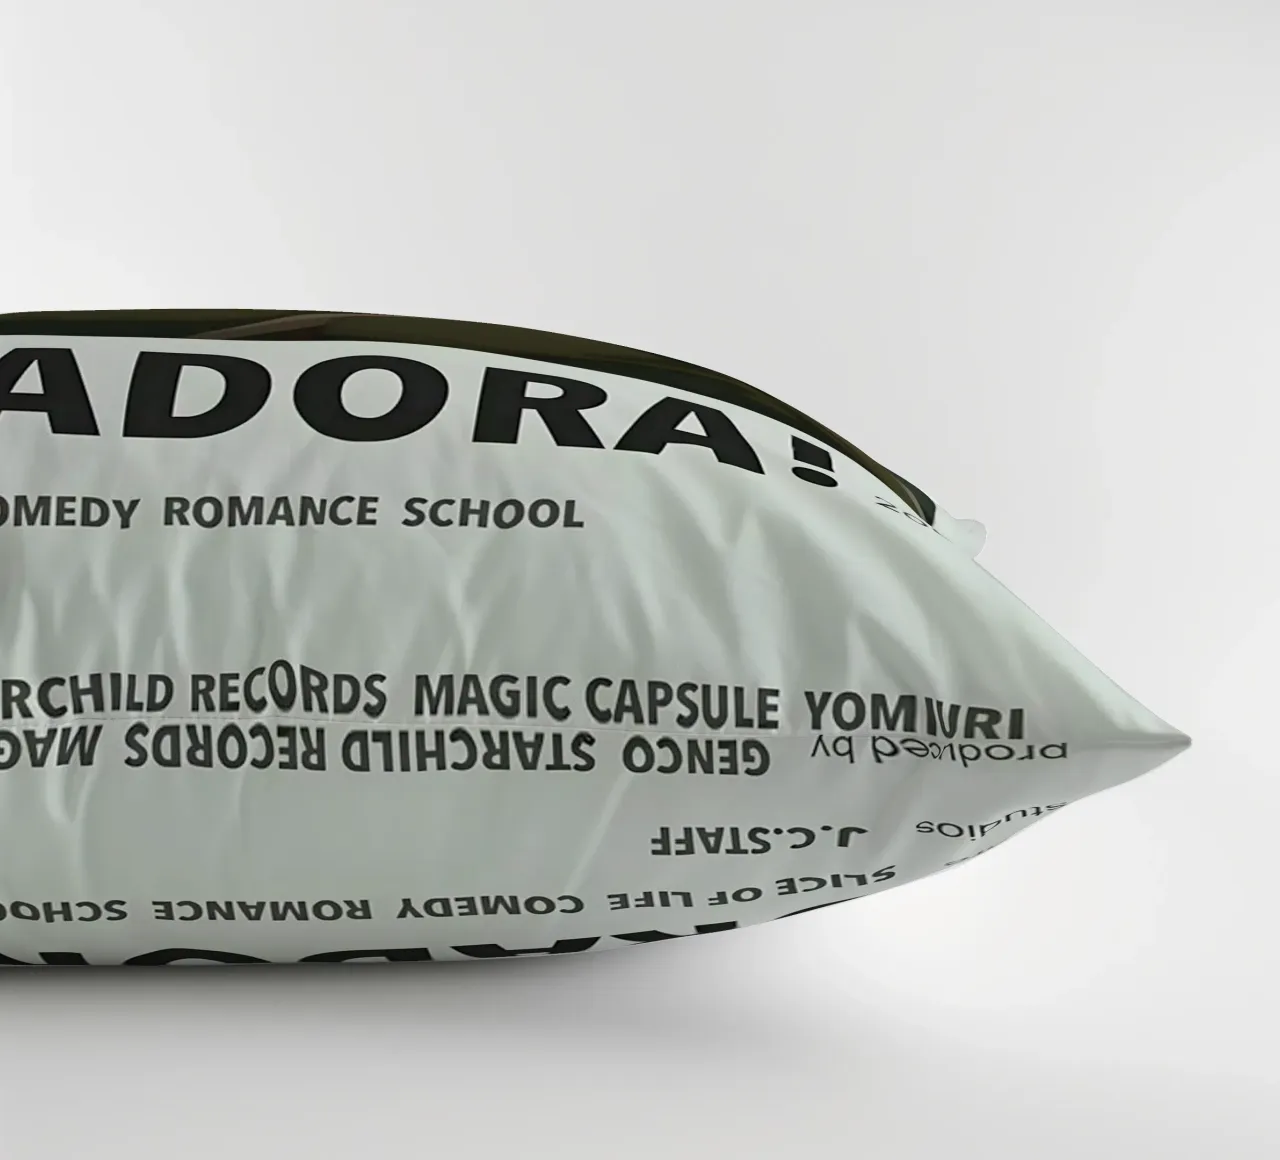 ADORA!
OMEDY ROMANCE SCHOOL
RCHILD RECORDS MAGIC CAPSULE YOMIURI
produced by GENCO STARCHILD RECORDS MAG
studios J.C.STAFF
SLICE OF LIFE COMEDY ROMANCE SCHOO